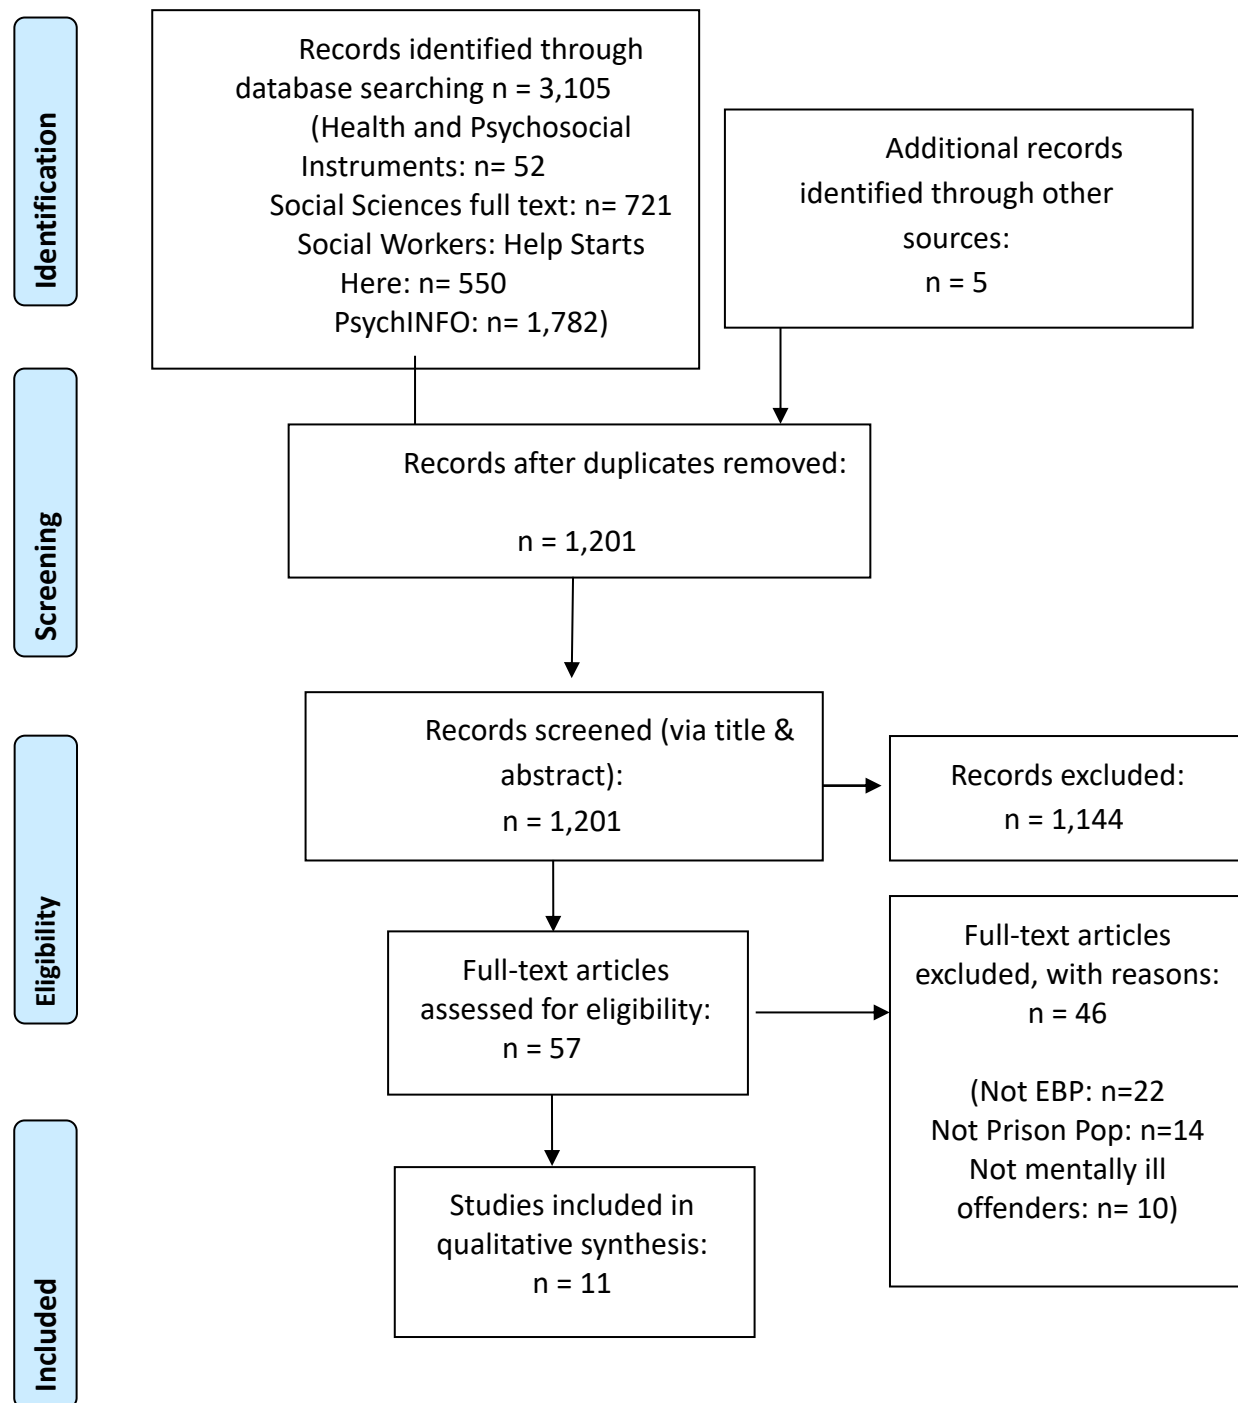 Identification
Records identified through
database searching n = 3,105
(Health and Psychosocial
Instruments: n= 52
Social Sciences full text: n= 721
Social Workers: Help Starts
Here: n= 550
PsychINFO: n= 1,782)
Additional records
identified through other
sources:
n = 5
Screening
Records after duplicates removed:
n = 1,201
Eligibility
Records screened (via title &
abstract):
n = 1,201
Records excluded:
n = 1,144
Full-text articles
assessed for eligibility:
n = 57
Full-text articles
excluded, with reasons:
n = 46
(Not EBP: n=22
Not Prison Pop: n=14
Not mentally ill
offenders: n= 10)
Included
Studies included in
qualitative synthesis:
n = 11